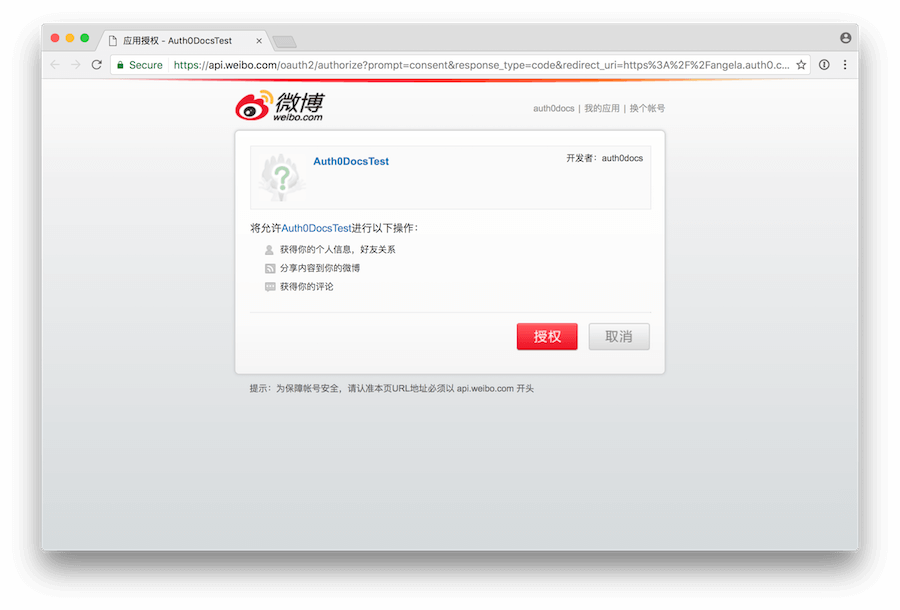 应用授权 - Auth0DocsTest
Secure https://api.weibo.com/oauth2/authorize?prompt=consent&response_type=code&redirect_uri=https%3A%2F%2Fangela.auth0.c...
微博
weibo.com
auth0docs | 我的应用 | 换个帐号
Auth0DocsTest
开发者：auth0docs
?
将允许Auth0DocsTest进行以下操作：
获得你的个人信息，好友关系
分享内容到你的微博
获得你的评论
授权 取消
提示：为保障帐号安全，请认准本页URL地址必须以 api.weibo.com 开头